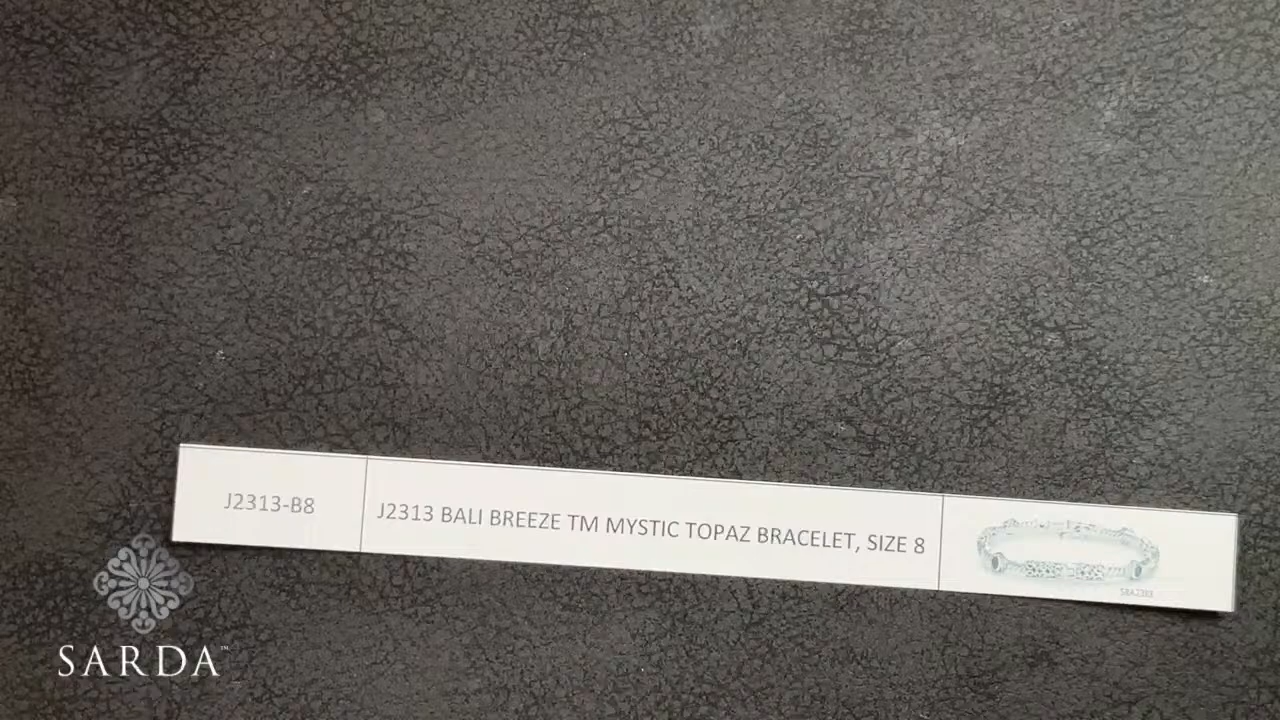 J2313-B8
J2313 BALI BREEZE TM MYSTIC TOPAZ BRACELET, SIZE 8
SARDA™